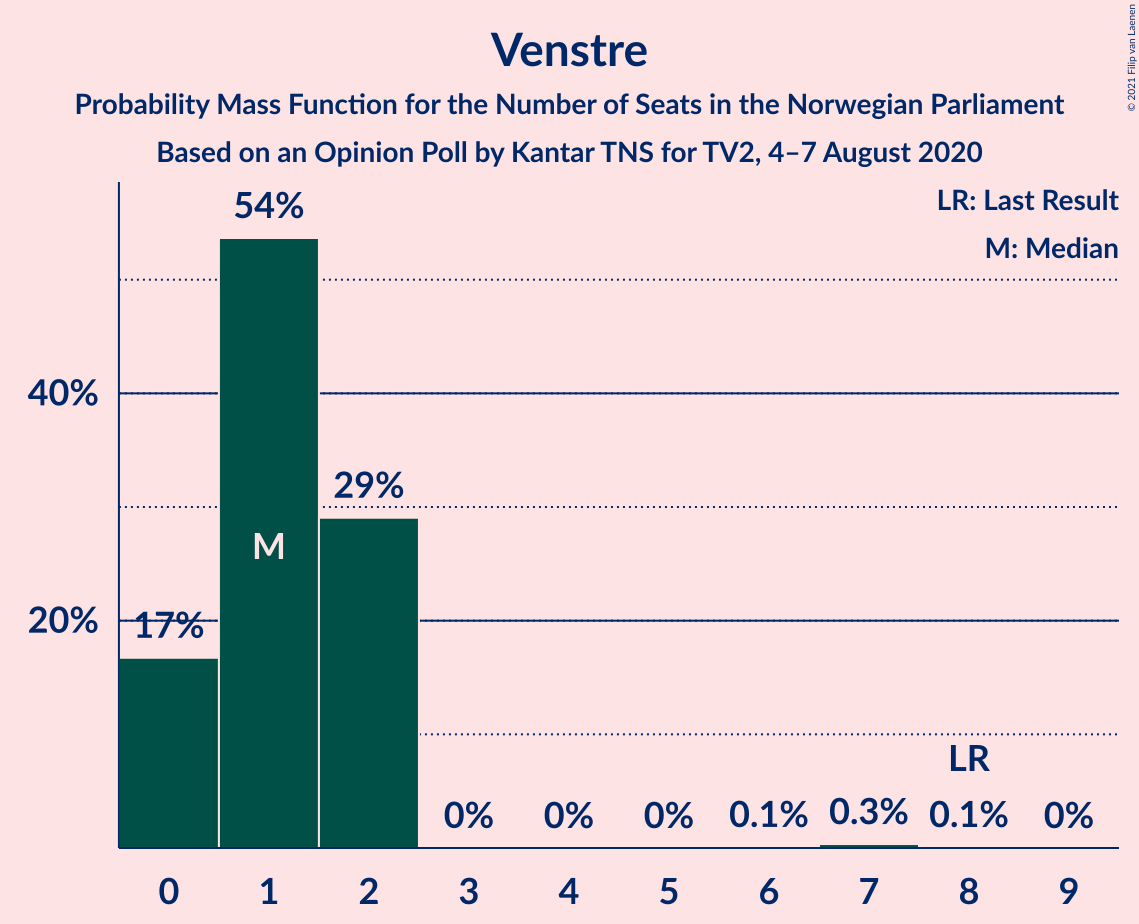 Venstre
Probability Mass Function for the Number of Seats in the Norwegian Parliament
Based on an Opinion Poll by Kantar TNS for TV2, 4–7 August 2020
© 2021 Filip van Laenen
LR: Last Result
M: Median
54%
40%
29%
M
20%
17%
LR
0%
0%
0%
0.1%
0.3%
0.1%
0%
0
1
2
3
4
5
6
7
8
9